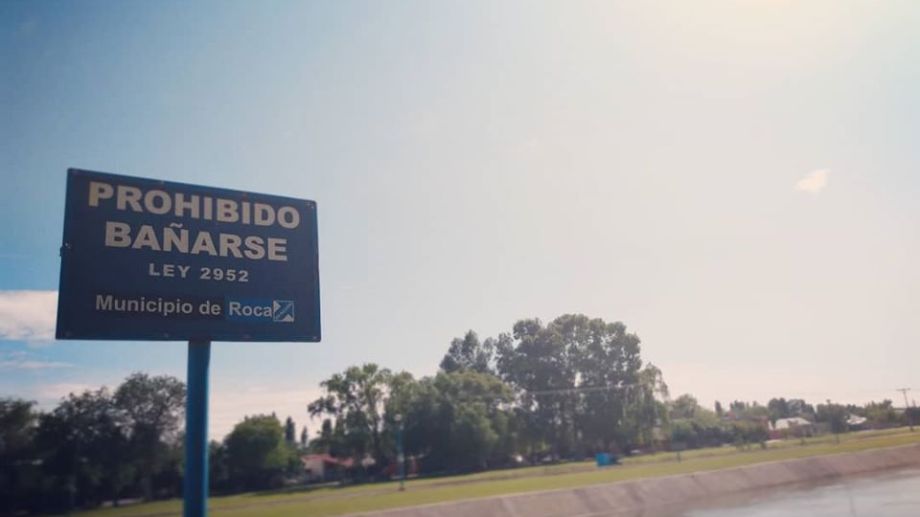 PROHIBIDO
BAÑARSE
LEY 2952
Municipio de Roca